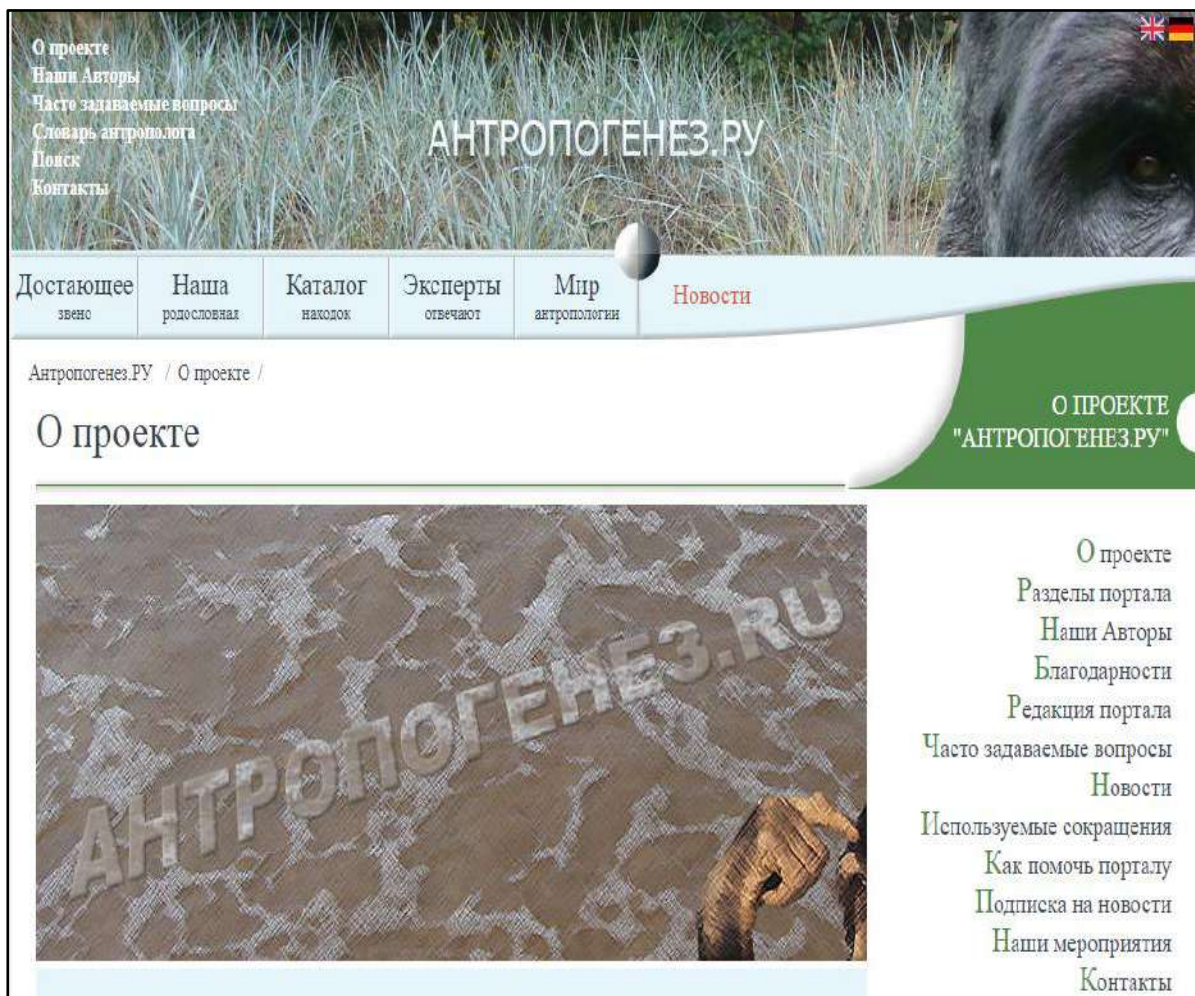 О проекте
Наши Авторы
Часто задаваемые вопросы
Словарь антрополога
Поиск
Контакты
АНТРОПОГЕНЕЗ.РУ
Достающее
звено
Наша
родословная
Каталог
находок
Эксперты
отвечают
Мир
антропологии
Новости
Антропогенез.РУ / О проекте /
О проекте
О ПРОЕКТЕ
"АНТРОПОГЕНЕЗ.РУ"
АНТРОПОГЕНЕЗ.RU
О проекте
Разделы портала
Наши Авторы
Благодарности
Редакция портала
Часто задаваемые вопросы
Новости
Используемые сокращения
Как помочь порталу
Подписка на новости
Наши мероприятия
Контакты